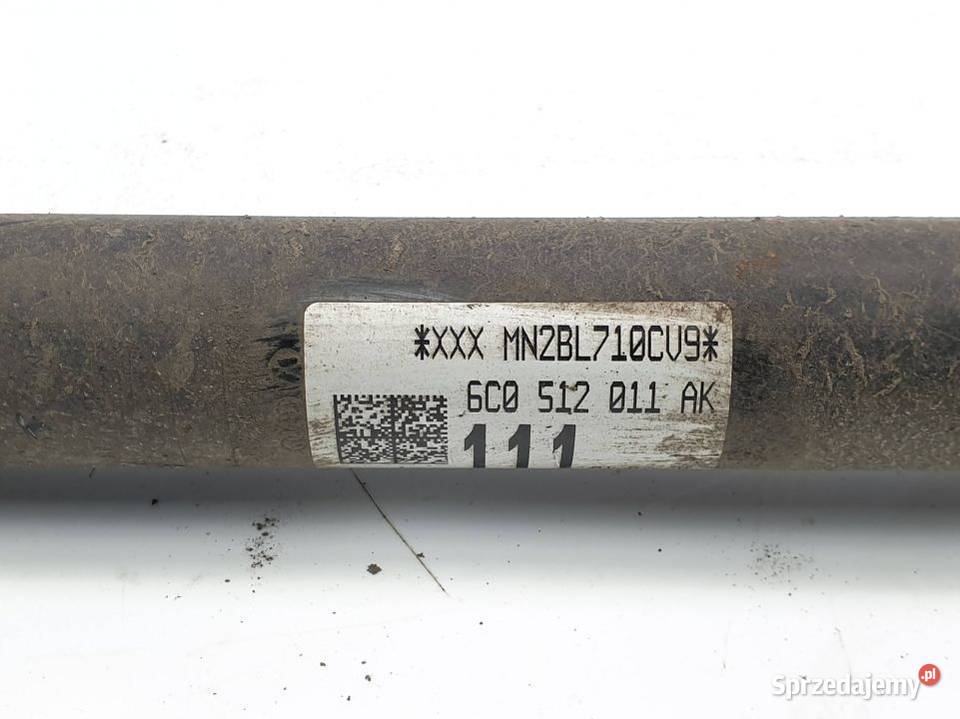 *XXX MN2BL710CV9*
6C0 512 011 AK
111
Sprzedajemy.pl